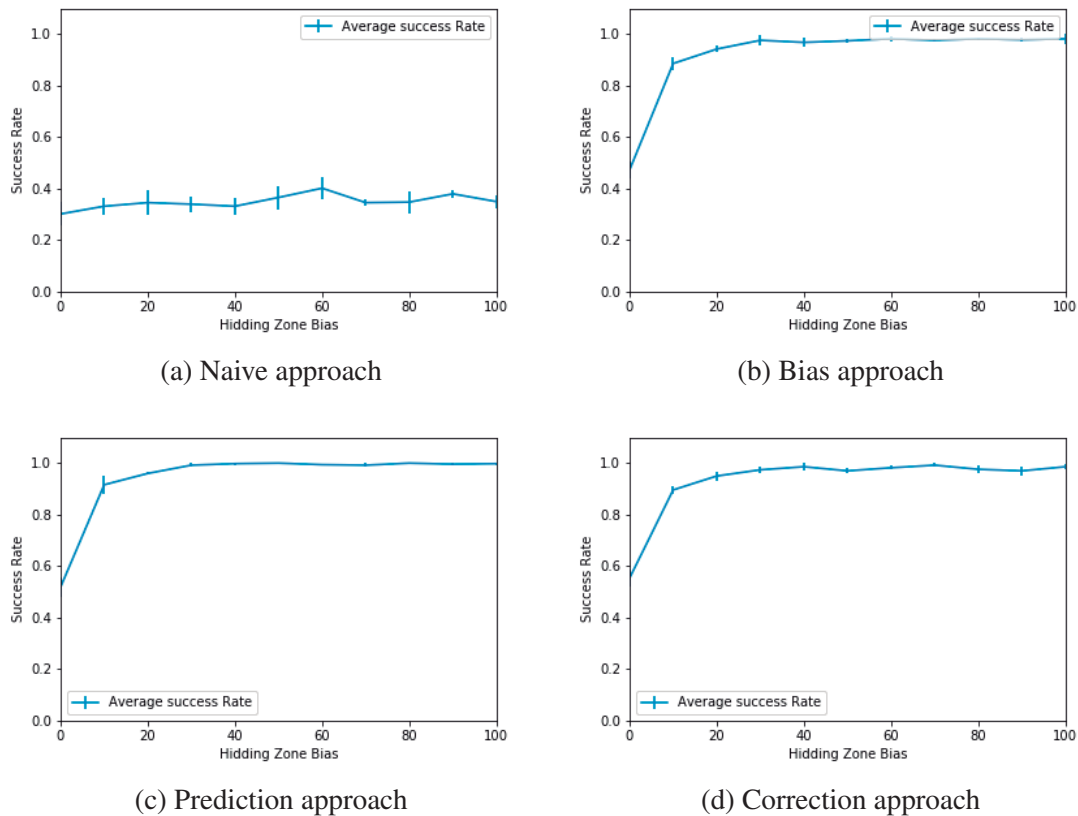 Average success Rate
1.0
0.8
0.6
0.4
0.2
0.0
Success Rate
0 20 40 60 80 100
Hidding Zone Bias
(a) Naive approach
Average success Rate
1.0
0.8
0.6
0.4
0.2
0.0
Success Rate
0 20 40 60 80 100
Hidding Zone Bias
(b) Bias approach
1.0
0.8
0.6
0.4
0.2
0.0
Success Rate
Average success Rate
0 20 40 60 80 100
Hidding Zone Bias
(c) Prediction approach
1.0
0.8
0.6
0.4
0.2
0.0
Success Rate
Average success Rate
0 20 40 60 80 100
Hidding Zone Bias
(d) Correction approach